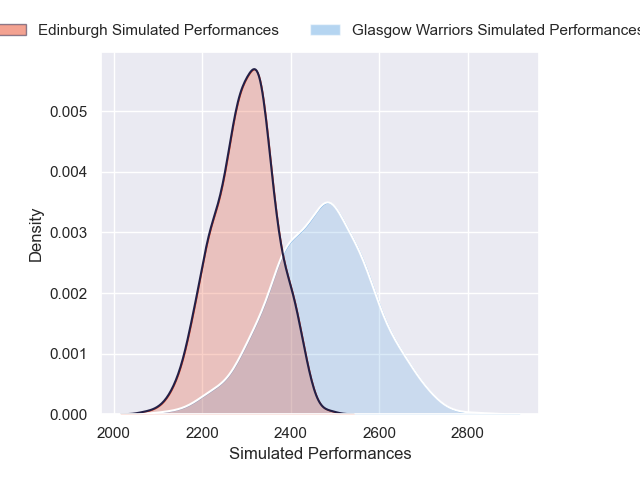 Edinburgh Simulated Performances
Glasgow Warriors Simulated Performances
0.005
0.004
0.003
0.002
0.001
0.000
Density
2000 2200 2400 2600 2800
Simulated Performances